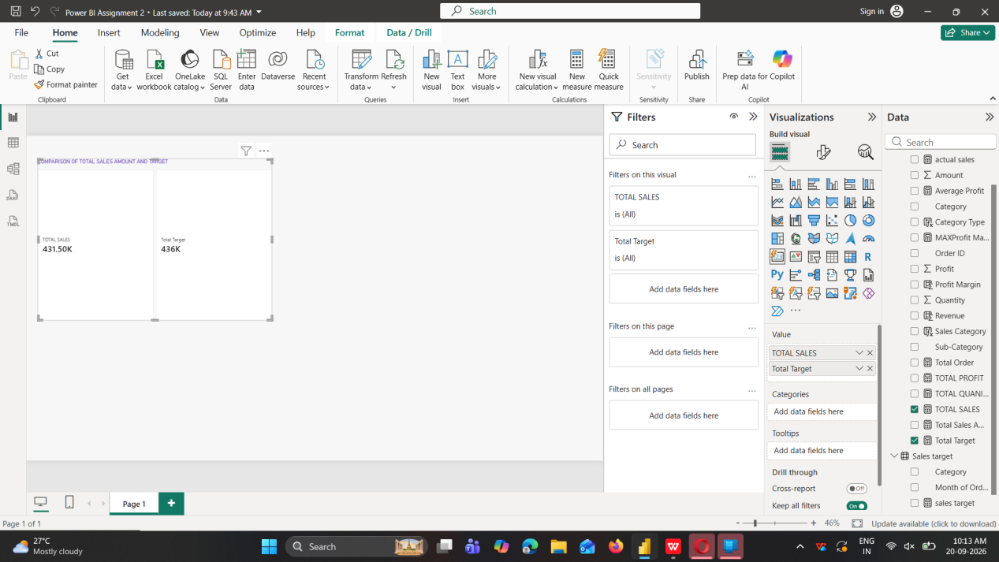 Power BI Assignment 2 • Last saved: Today at 9:43 AM
Search
Sign in
File Home Insert Modeling View Optimize Help Format Data / Drill
Share
Paste
Cut
Copy
Format painter
Clipboard
Get data
Excel workbook
OneLake catalog
SQL Server
Enter data
Dataverse
Recent sources
Data
Transform data
Refresh
Queries
New visual
Text box
More visuals
Insert
New visual calculation
New measure
Quick measure
Calculations
Sensitivity
Sensitivity
Publish
Share
Prep data for AI
Copilot
Copilot
DAX
TMDL
COMPARISON OF TOTAL SALES AMOUNT AND TARGET
TOTAL SALES
431.50K
Total Target
436K
Filters
Search
Filters on this visual
TOTAL SALES
is (All)
Total Target
is (All)
Add data fields here
Filters on this page
Add data fields here
Filters on all pages
Add data fields here
Visualizations
Build visual
R
Py
123
Value
TOTAL SALES
Total Target
Categories
Add data fields here
Tooltips
Add data fields here
Drill through
Cross-report
Off
Keep all filters
On
Data
Search
actual sales
Amount
Average Profit
Category
Category Type
MAXProfit Ma...
Order ID
Profit
Profit Margin
Quantity
Revenue
Sales Category
Sub-Category
Total Order
TOTAL PROFIT
TOTAL QUANI...
TOTAL SALES
Total Sales A...
Total Target
Sales target
Category
Month of Ord...
sales target
Page 1
Page 1 of 1
- + 46%
Update available (click to download)
27°C
Mostly cloudy
Search
ENG
IN
10:13 AM
20-09-2026